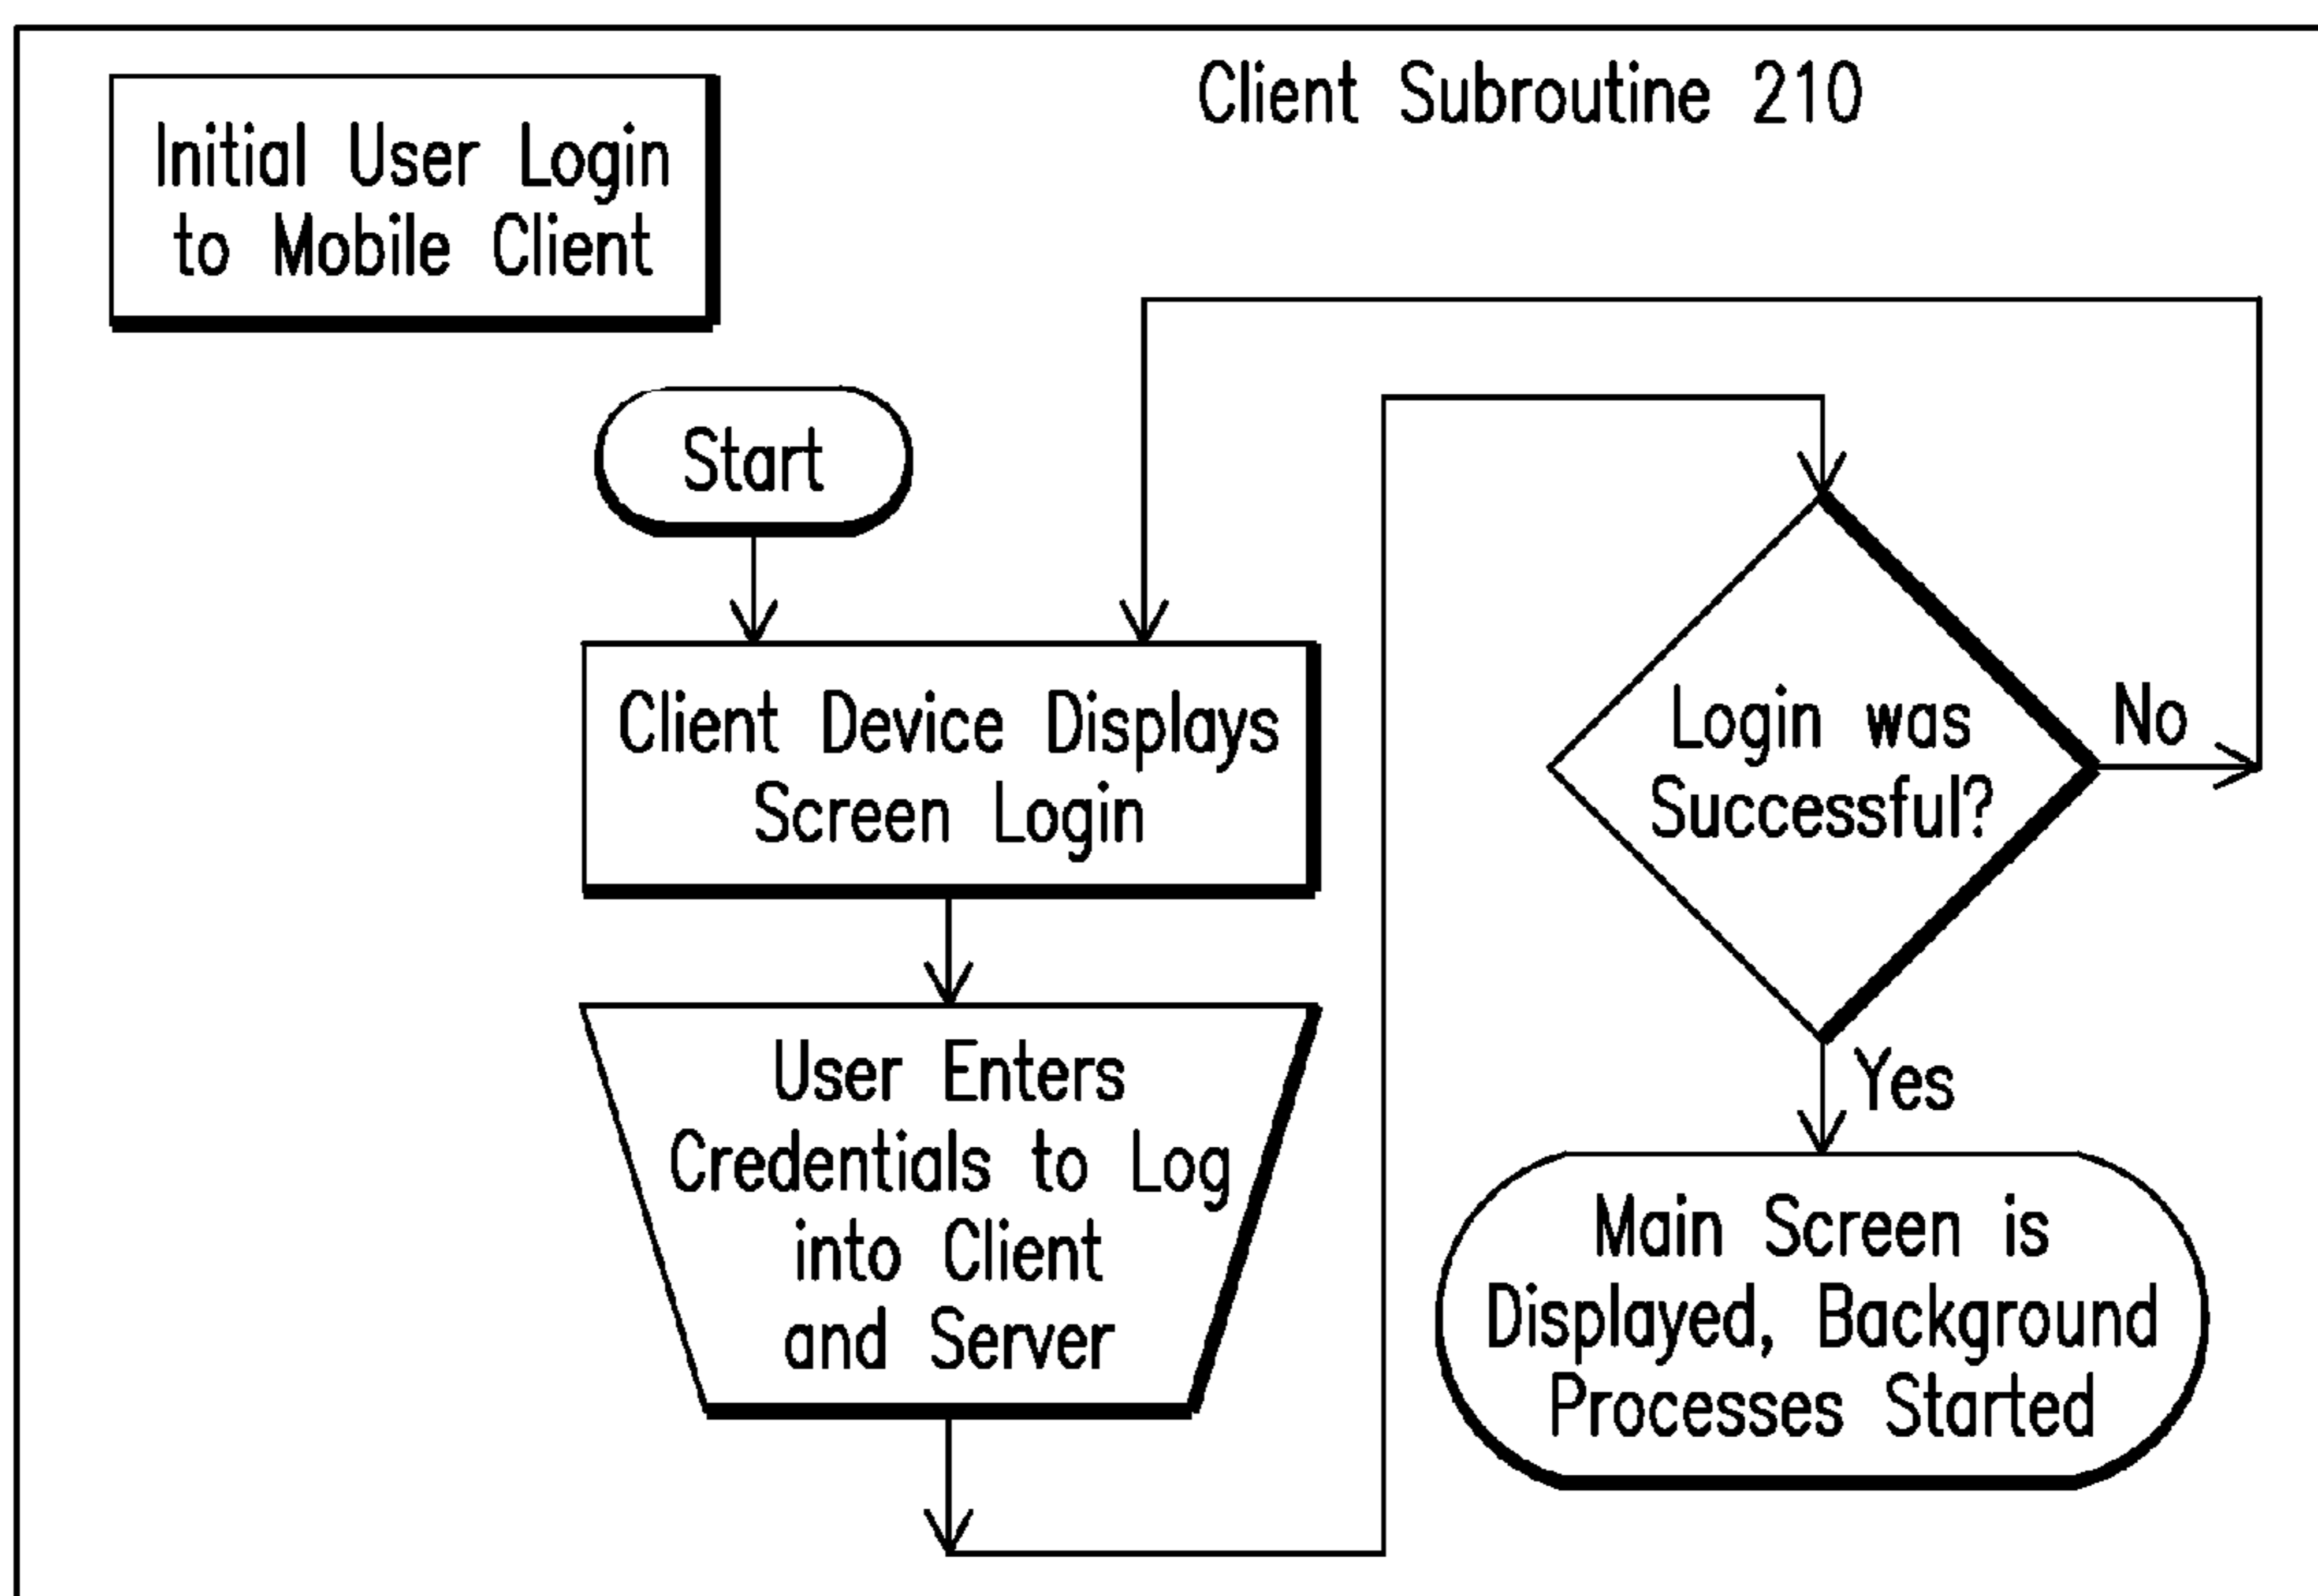 Client Subroutine 210
Initial User Login
to Mobile Client
Start
Client Device Displays
Screen Login
User Enters
Credentials to Log
into Client
and Server
Login was
Successful?
No
Yes
Main Screen is
Displayed, Background
Processes Started